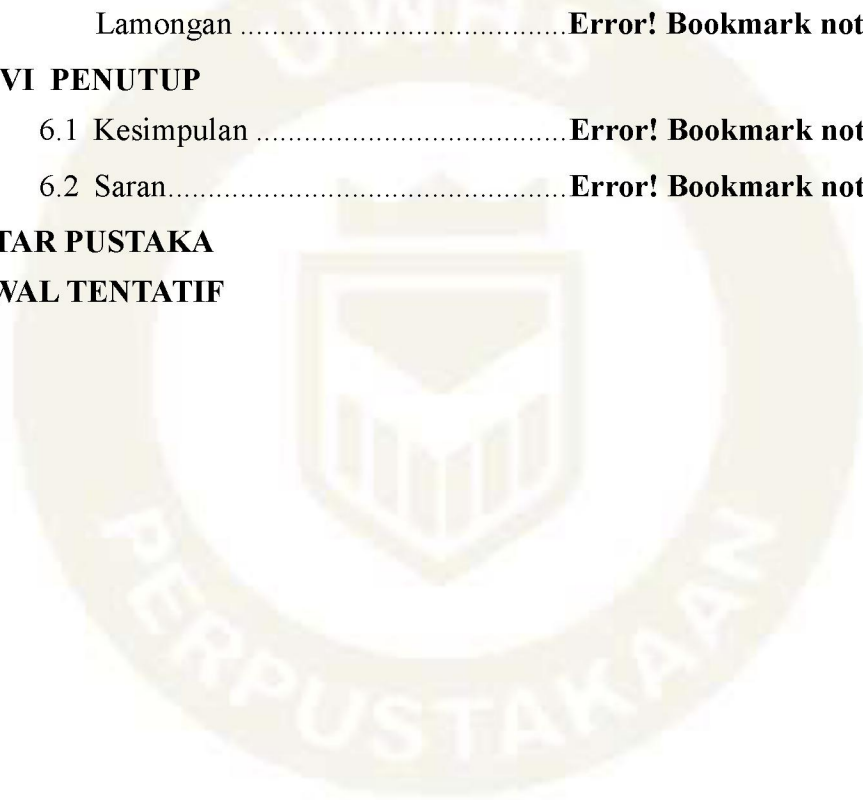 Lamongan ........................................Error! Bookmark not
VI PENUTUP
6.1 Kesimpulan ......................................Error! Bookmark not
6.2 Saran.................................................Error! Bookmark not
TAR PUSTAKA
WAL TENTATIF
PERPUSTAKAAN